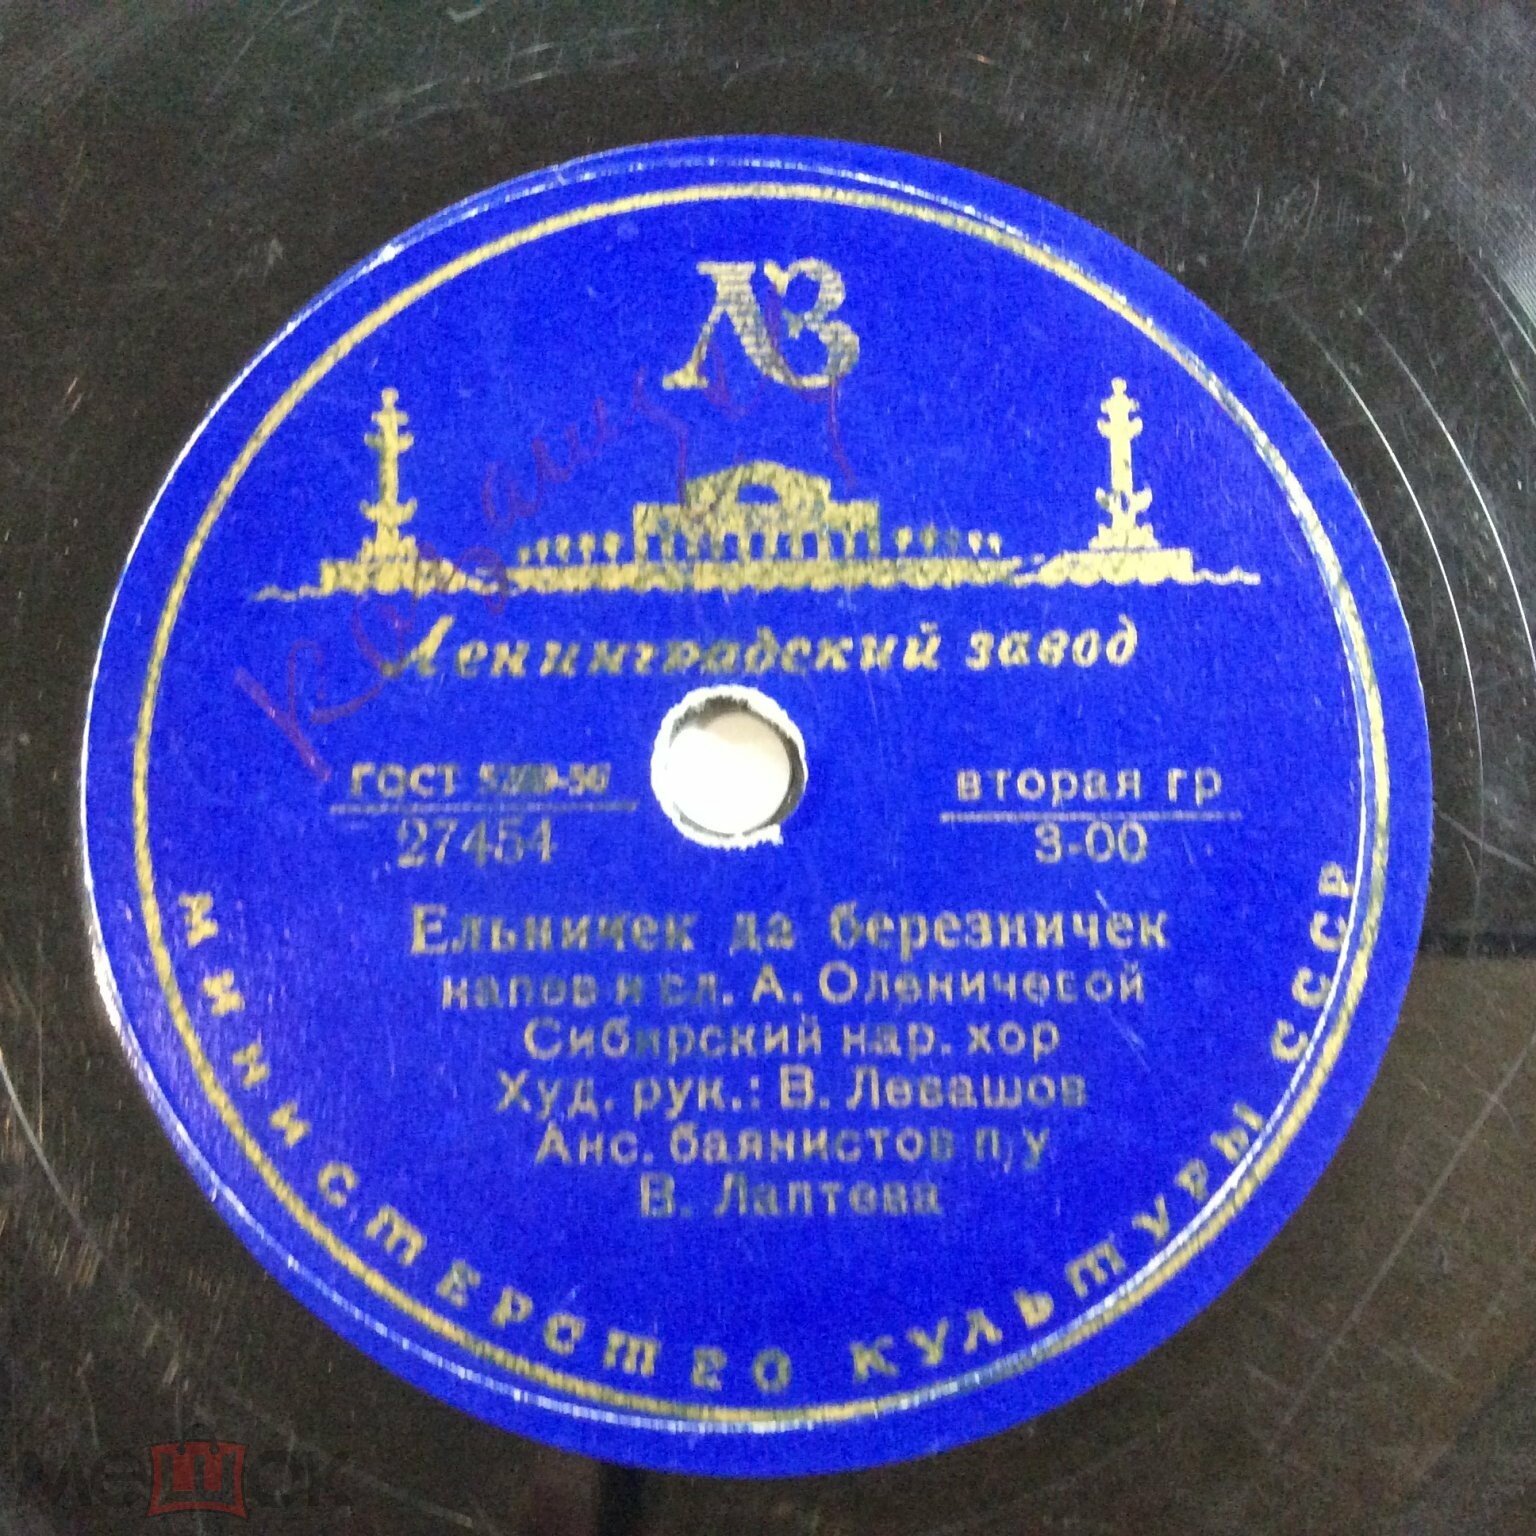 ЛЗ
Ленинградский завод
ГОСТ 5289-56
27454
вторая гр
3-00
Ельничек да березничек
напев и сл. А. Оленичевой
Сибирский нар. хор
Худ. рук.: В. Левашов
Анс. баянистов п/у
В. Лаптева
МИНИСТЕРСТВО КУЛЬТУРЫ СССР
мешок